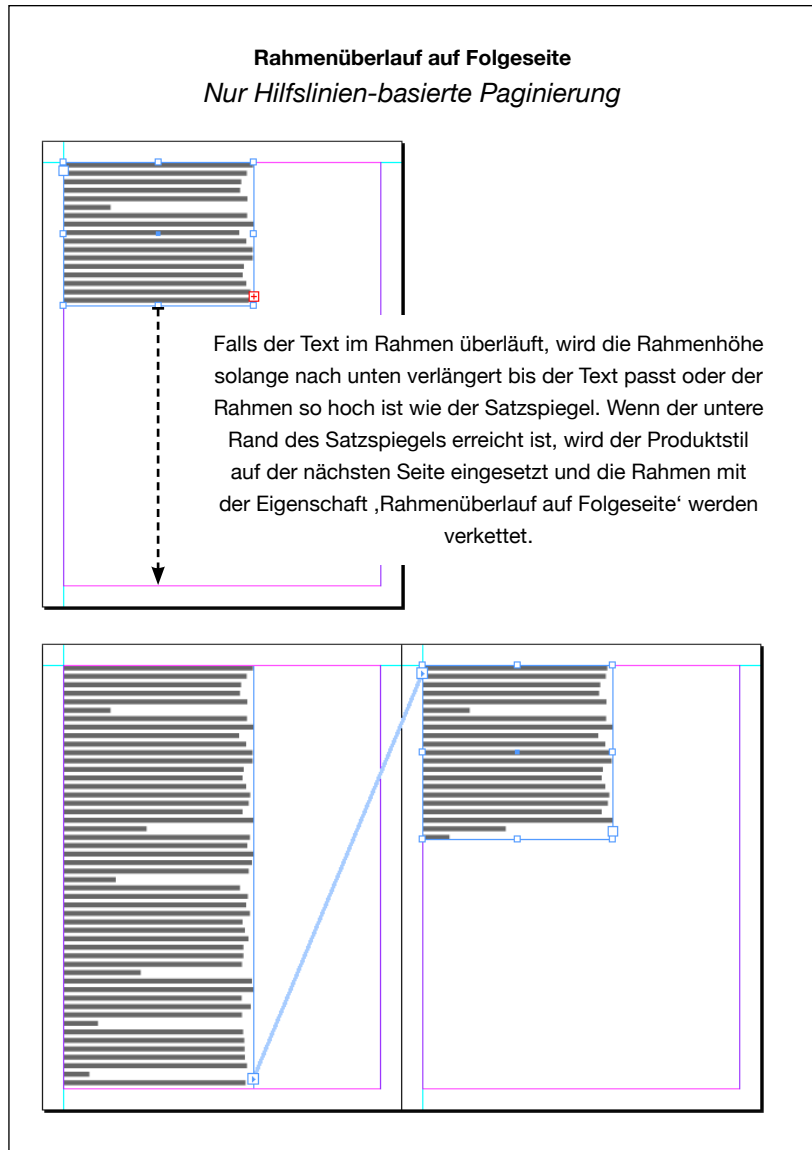 Rahmenüberlauf auf Folgeseite
Nur Hilfslinien-basierte Paginierung
Falls der Text im Rahmen überläuft, wird die Rahmenhöhe
solange nach unten verlängert bis der Text passt oder der
Rahmen so hoch ist wie der Satzspiegel. Wenn der untere
Rand des Satzspiegels erreicht ist, wird der Produktstil
auf der nächsten Seite eingesetzt und die Rahmen mit
der Eigenschaft ‚Rahmenüberlauf auf Folgeseite‘ werden
verkettet.